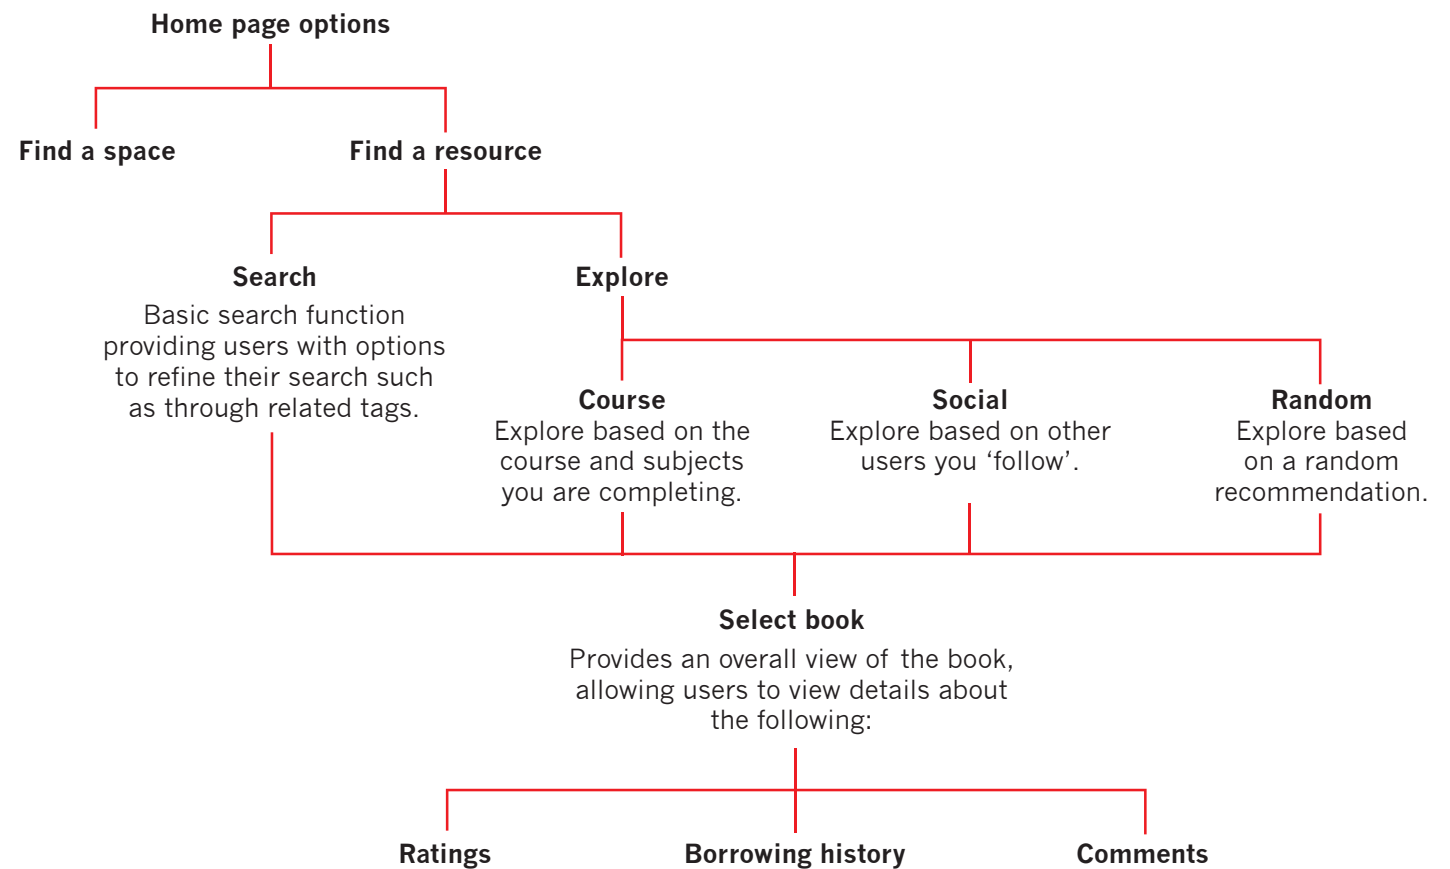 Home page options
Find a space
Find a resource
Search
Basic search function
providing users with options
to refine their search such
as through related tags.
Explore
Course
Explore based on the
course and subjects
you are completing.
Social
Explore based on other
users you ‘follow’.
Random
Explore based
on a random
recommendation.
Select book
Provides an overall view of the book,
allowing users to view details about
the following:
Ratings
Borrowing history
Comments